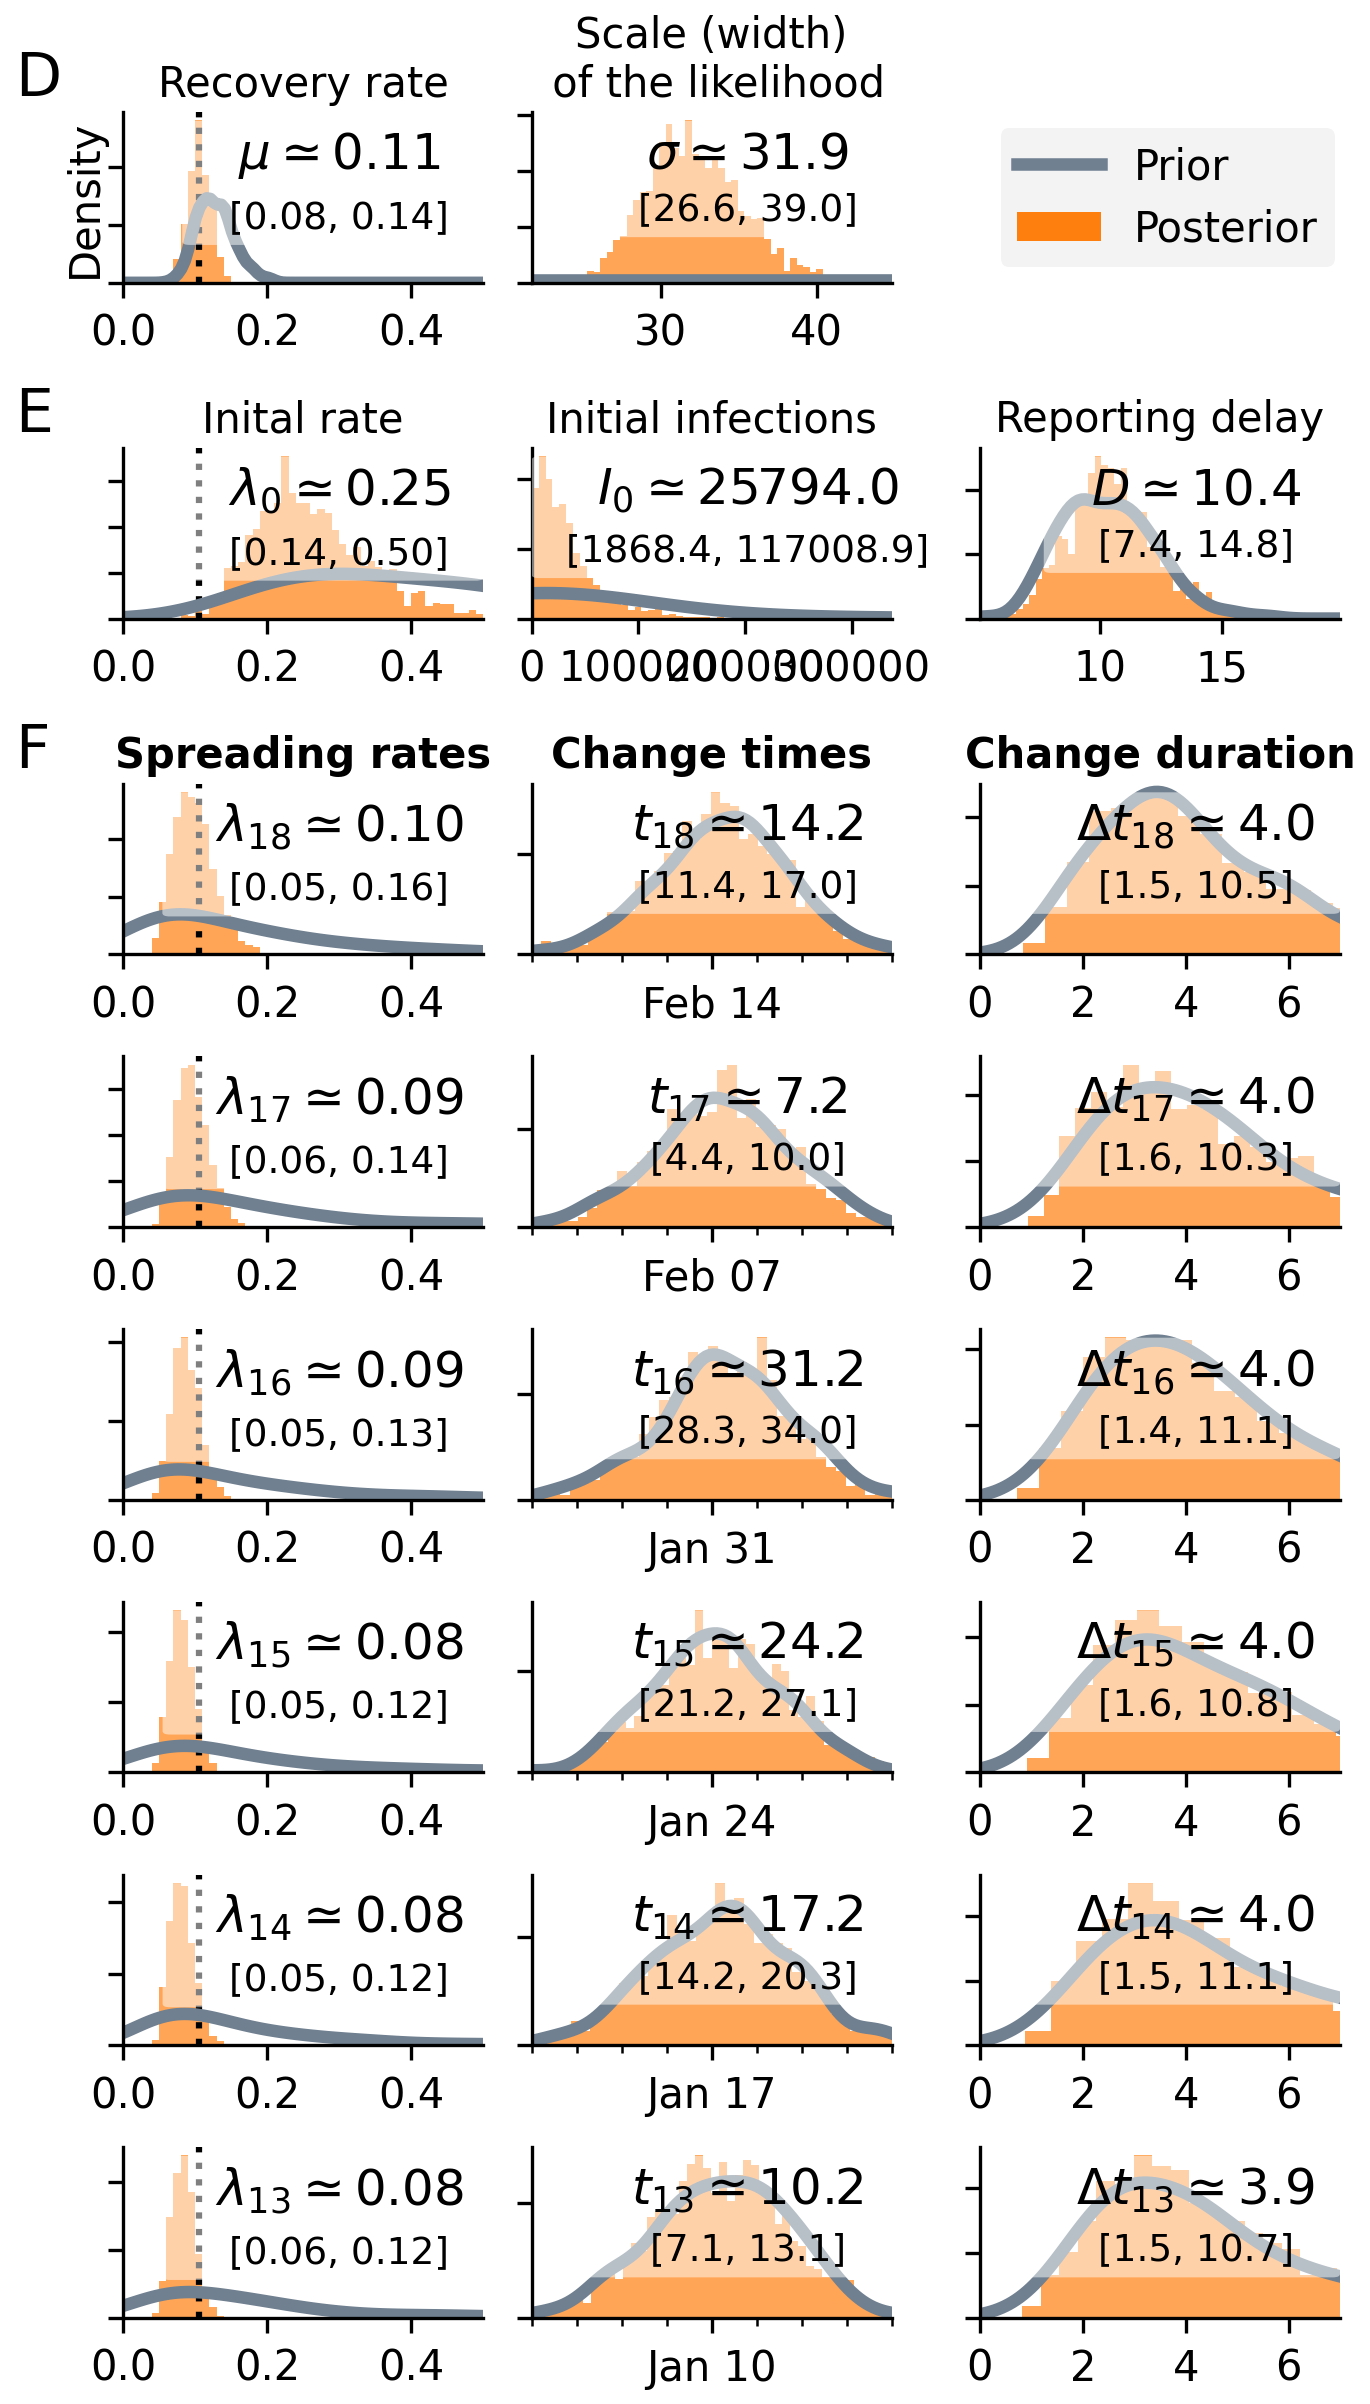 D
Recovery rate
Scale (width)
of the likelihood
Density
μ ≃ 0.11
[0.08, 0.14]
0.0 0.2 0.4
σ ≃ 31.9
[26.6, 39.0]
30 40
Prior
Posterior
E
Inital rate
λ0 ≃ 0.25
[0.14, 0.50]
0.0 0.2 0.4
Initial infections
I0 ≃ 25794.0
[1868.4, 117008.9]
0 100000 200000 300000
Reporting delay
D ≃ 10.4
[7.4, 14.8]
10 15
F
Spreading rates
Change times
Change duration
λ18 ≃ 0.10
[0.05, 0.16]
0.0 0.2 0.4
t18 ≃ 14.2
[11.4, 17.0]
Feb 14
Δt18 ≃ 4.0
[1.5, 10.5]
0 2 4 6
λ17 ≃ 0.09
[0.06, 0.14]
0.0 0.2 0.4
t17 ≃ 7.2
[4.4, 10.0]
Feb 07
Δt17 ≃ 4.0
[1.6, 10.3]
0 2 4 6
λ16 ≃ 0.09
[0.05, 0.13]
0.0 0.2 0.4
t16 ≃ 31.2
[28.3, 34.0]
Jan 31
Δt16 ≃ 4.0
[1.4, 11.1]
0 2 4 6
λ15 ≃ 0.08
[0.05, 0.12]
0.0 0.2 0.4
t15 ≃ 24.2
[21.2, 27.1]
Jan 24
Δt15 ≃ 4.0
[1.6, 10.8]
0 2 4 6
λ14 ≃ 0.08
[0.05, 0.12]
0.0 0.2 0.4
t14 ≃ 17.2
[14.2, 20.3]
Jan 17
Δt14 ≃ 4.0
[1.5, 11.1]
0 2 4 6
λ13 ≃ 0.08
[0.06, 0.12]
0.0 0.2 0.4
t13 ≃ 10.2
[7.1, 13.1]
Jan 10
Δt13 ≃ 3.9
[1.5, 10.7]
0 2 4 6